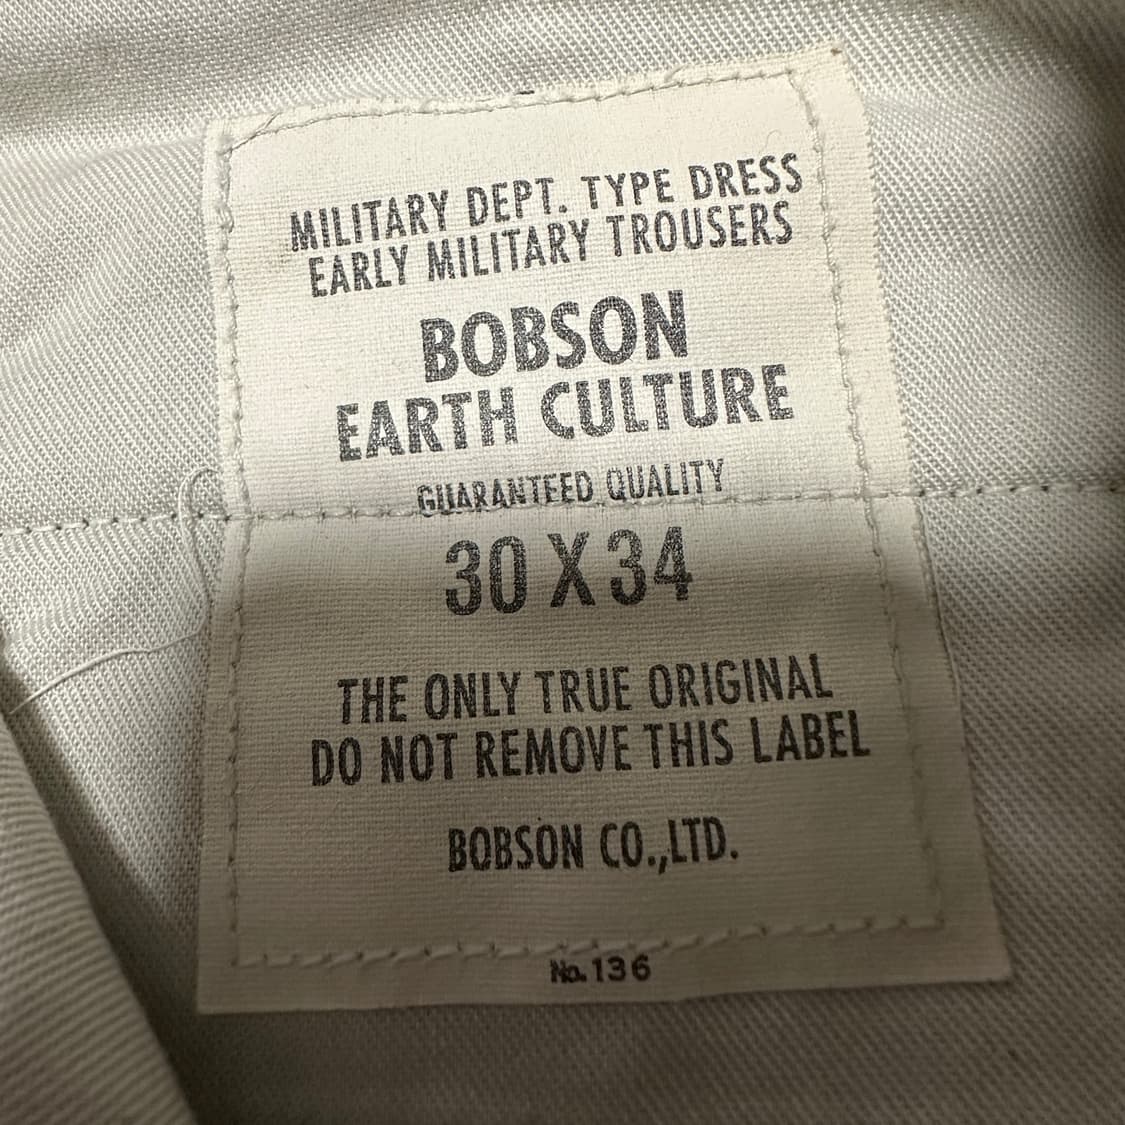 MILITARY DEPT. TYPE DRESS
EARLY MILITARY TROUSERS
BOBSON
EARTH CULTURE
GUARANTEED QUALITY
30 X 34
THE ONLY TRUE ORIGINAL
DO NOT REMOVE THIS LABEL
BOBSON CO.,LTD.
No.136